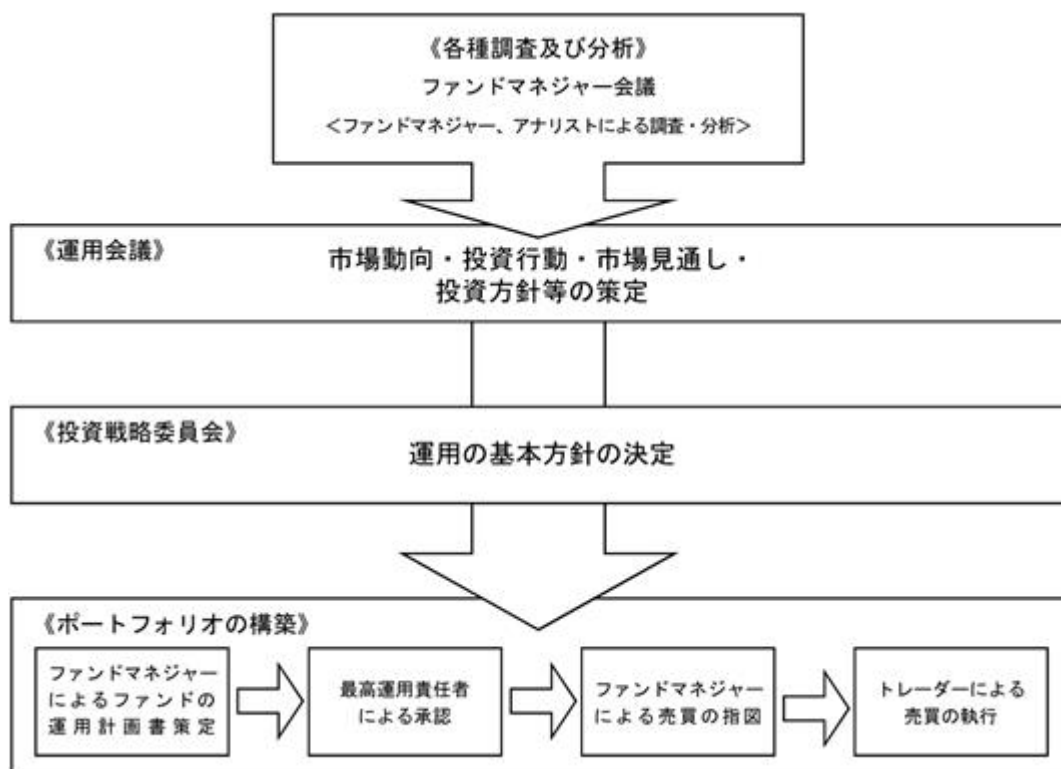 《各種調査及び分析》
ファンドマネジャー会議
＜ファンドマネジャー、アナリストによる調査・分析＞
《運用会議》
市場動向・投資行動・市場見通し・
投資方針等の策定
《投資戦略委員会》
運用の基本方針の決定
《ポートフォリオの構築》
ファンドマネジャー
によるファンドの
運用計画書策定
最高運用責任者
による承認
ファンドマネジャー
による売買の指図
トレーダーによる
売買の執行